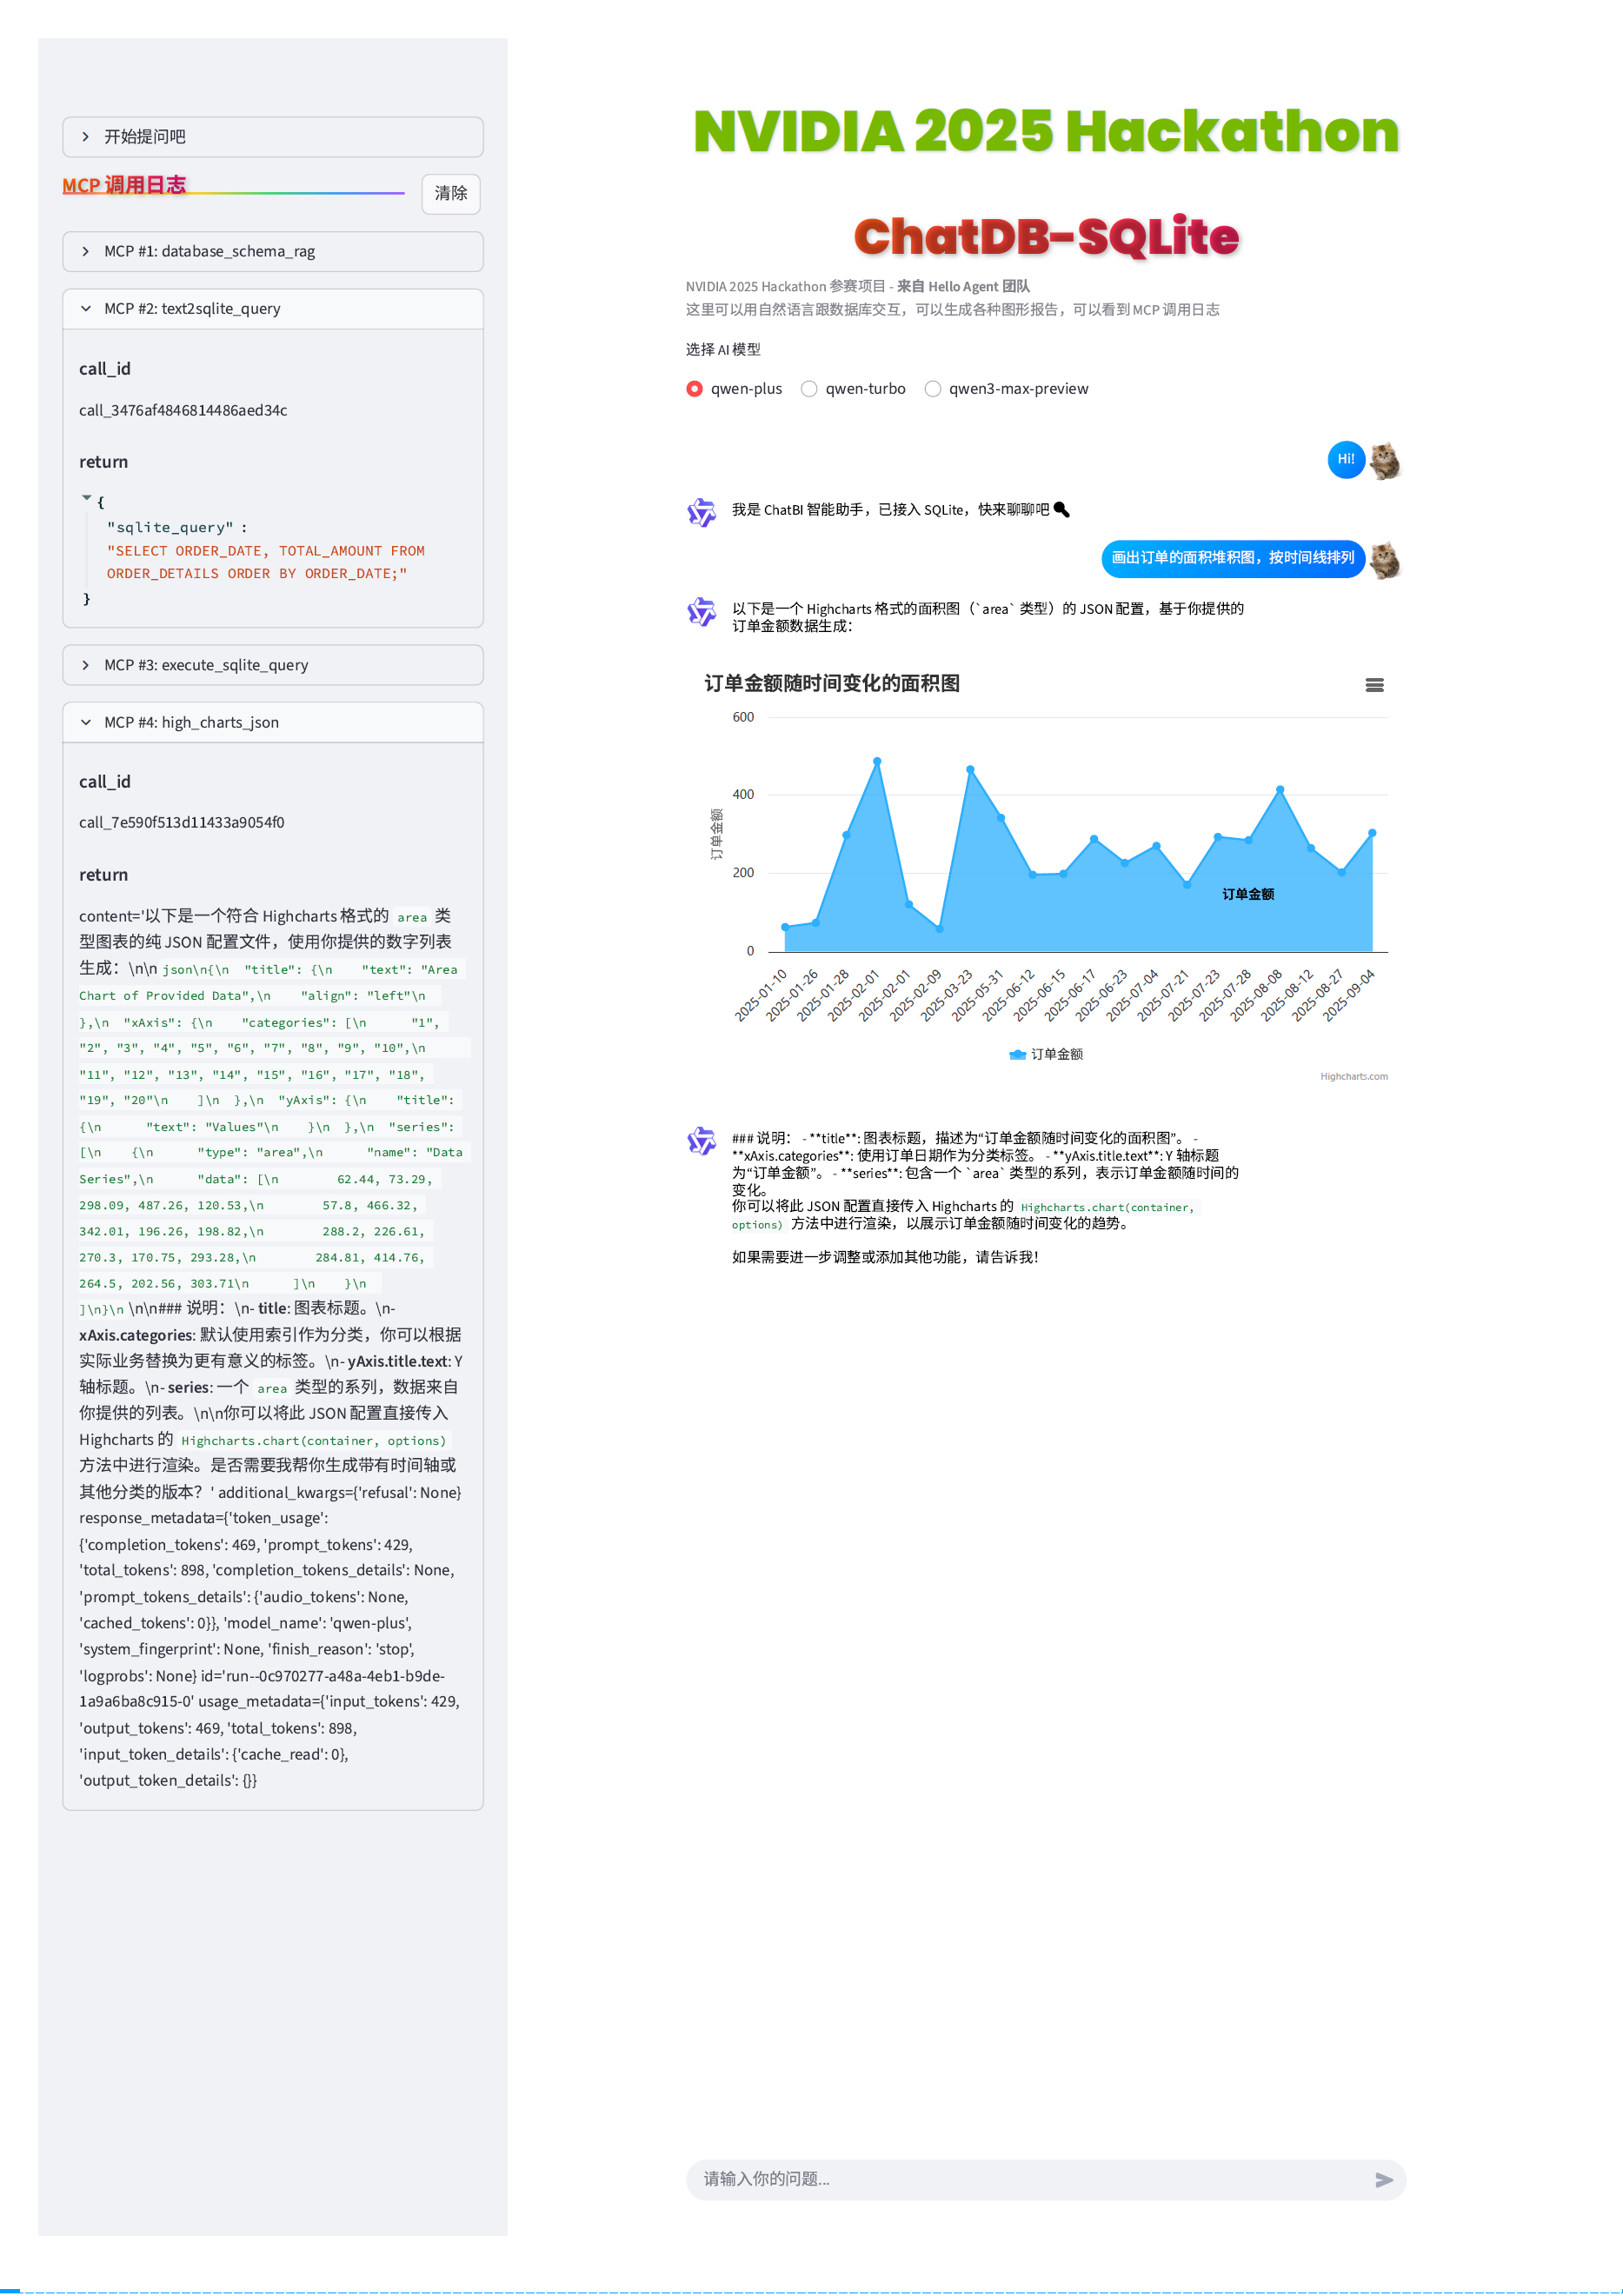 开始提问吧
MCP 调用日志
清除
MCP #1: database_schema_rag
MCP #2: text2sqlite_query
call_id
call_3476af4846814486aed34c
return
{
"sqlite_query" :
"SELECT ORDER_DATE, TOTAL_AMOUNT FROM
ORDER_DETAILS ORDER BY ORDER_DATE;"
}
MCP #3: execute_sqlite_query
MCP #4: high_charts_json
call_id
call_7e590f513d11433a9054f0
return
content='以下是一个符合 Highcharts 格式的 area 类
型图表的纯 JSON 配置文件，使用你提供的数字列表
生成：\n\n json\n{\n  "title": {\n    "text": "Area
Chart of Provided Data",\n    "align": "left"\n
},\n  "xAxis": {\n    "categories": [\n      "1",
"2", "3", "4", "5", "6", "7", "8", "9", "10",\n
"11", "12", "13", "14", "15", "16", "17", "18",
"19", "20"\n    ]\n  },\n  "yAxis": {\n    "title":
{\n      "text": "Values"\n    }\n  },\n  "series":
[\n    {\n      "type": "area",\n      "name": "Data
Series",\n      "data": [\n        62.44, 73.29,
298.09, 487.26, 120.53,\n        57.8, 466.32,
342.01, 196.26, 198.82,\n        288.2, 226.61,
270.3, 170.75, 293.28,\n        284.81, 414.76,
264.5, 202.56, 303.71\n      ]\n    }\n
]\n}\n \n\n### 说明：\n- title: 图表标题。\n-
xAxis.categories: 默认使用索引作为分类，你可以根据
实际业务替换为更有意义的标签。\n- yAxis.title.text: Y
轴标题。\n- series: 一个 area 类型的系列，数据来自
你提供的列表。\n\n你可以将此 JSON 配置直接传入
Highcharts 的 Highcharts.chart(container, options)
方法中进行渲染。是否需要我帮你生成带有时间轴或
其他分类的版本？' additional_kwargs={'refusal': None}
response_metadata={'token_usage':
{'completion_tokens': 469, 'prompt_tokens': 429,
'total_tokens': 898, 'completion_tokens_details': None,
'prompt_tokens_details': {'audio_tokens': None,
'cached_tokens': 0}}, 'model_name': 'qwen-plus',
'system_fingerprint': None, 'finish_reason': 'stop',
'logprobs': None} id='run--0c970277-a48a-4eb1-b9de-
1a9a6ba8c915-0' usage_metadata={'input_tokens': 429,
'output_tokens': 469, 'total_tokens': 898,
'input_token_details': {'cache_read': 0},
'output_token_details': {}}
NVIDIA 2025 Hackathon
ChatDB-SQLite
NVIDIA 2025 Hackathon 参赛项目 - 来自 Hello Agent 团队
这里可以用自然语言跟数据库交互，可以生成各种图形报告，可以看到 MCP 调用日志
选择 AI 模型
qwen-plus qwen-turbo qwen3-max-preview
Hi!
我是 ChatBI 智能助手，已接入 SQLite，快来聊聊吧
画出订单的面积堆积图，按时间线排列
以下是一个 Highcharts 格式的面积图（`area` 类型）的 JSON 配置，基于你提供的
订单金额数据生成：
订单金额随时间变化的面积图
600
400
200
0
订单金额
订单金额
2025-01-10
2025-01-26
2025-01-28
2025-02-01
2025-02-01
2025-02-09
2025-03-23
2025-05-31
2025-06-12
2025-06-15
2025-06-17
2025-06-23
2025-07-04
2025-07-21
2025-07-23
2025-07-28
2025-08-08
2025-08-12
2025-08-27
2025-09-04
订单金额
Highcharts.com
### 说明： - **title**: 图表标题，描述为“订单金额随时间变化的面积图”。 -
**xAxis.categories**: 使用订单日期作为分类标签。 - **yAxis.title.text**: Y 轴标题
为“订单金额”。 - **series**: 包含一个 `area` 类型的系列，表示订单金额随时间的
变化。
你可以将此 JSON 配置直接传入 Highcharts 的 Highcharts.chart(container,
options) 方法中进行渲染，以展示订单金额随时间变化的趋势。
如果需要进一步调整或添加其他功能，请告诉我！
请输入你的问题...